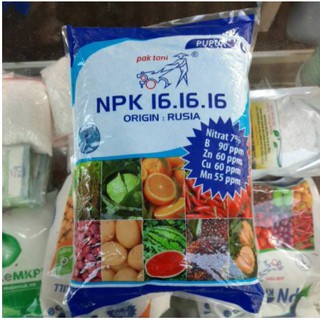 PUPUK
pak tani
NPK 16.16.16
ORIGIN : RUSIA
Nitrat 7%
B 90 ppm
Zn 60 ppm
Cu 60 ppm
Mn 55 ppm